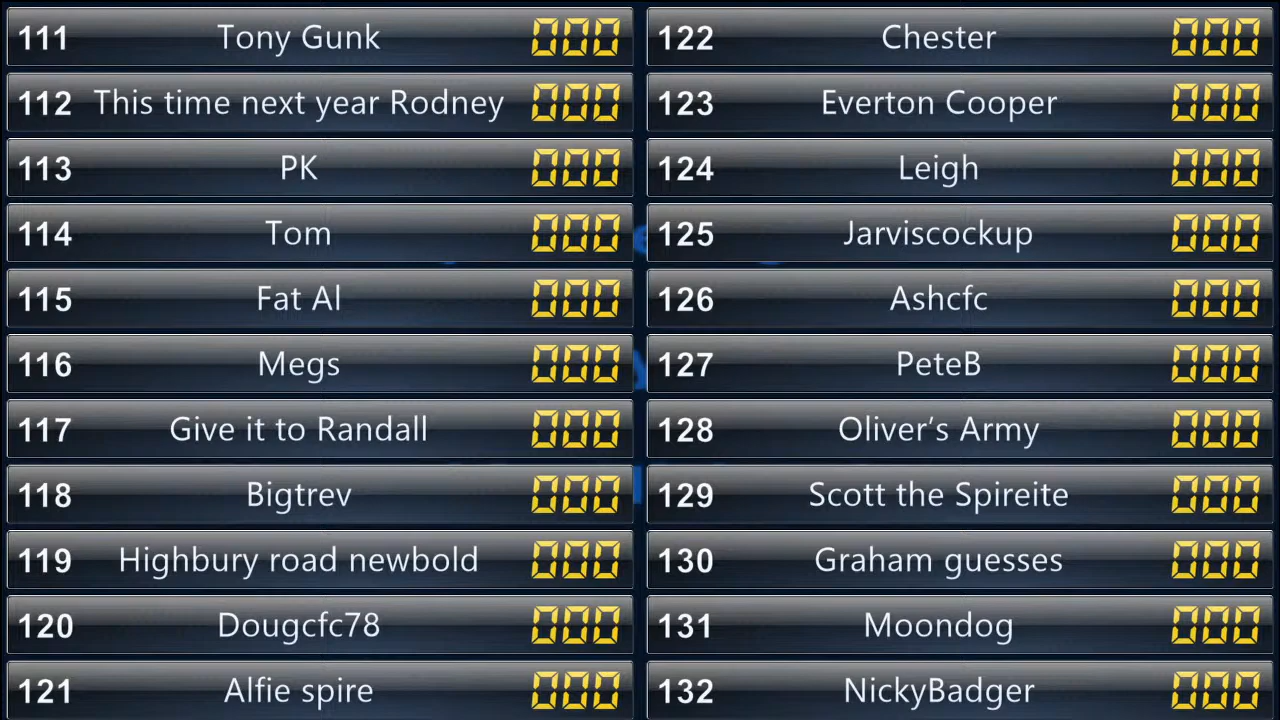 111 Tony Gunk 000
112 This time next year Rodney 000
113 PK 000
114 Tom 000
115 Fat Al 000
116 Megs 000
117 Give it to Randall 000
118 Bigtrev 000
119 Highbury road newbold 000
120 Dougcfc78 000
121 Alfie spire 000
122 Chester 000
123 Everton Cooper 000
124 Leigh 000
125 Jarviscockup 000
126 Ashcfc 000
127 PeteB 000
128 Oliver’s Army 000
129 Scott the Spireite 000
130 Graham guesses 000
131 Moondog 000
132 NickyBadger 000